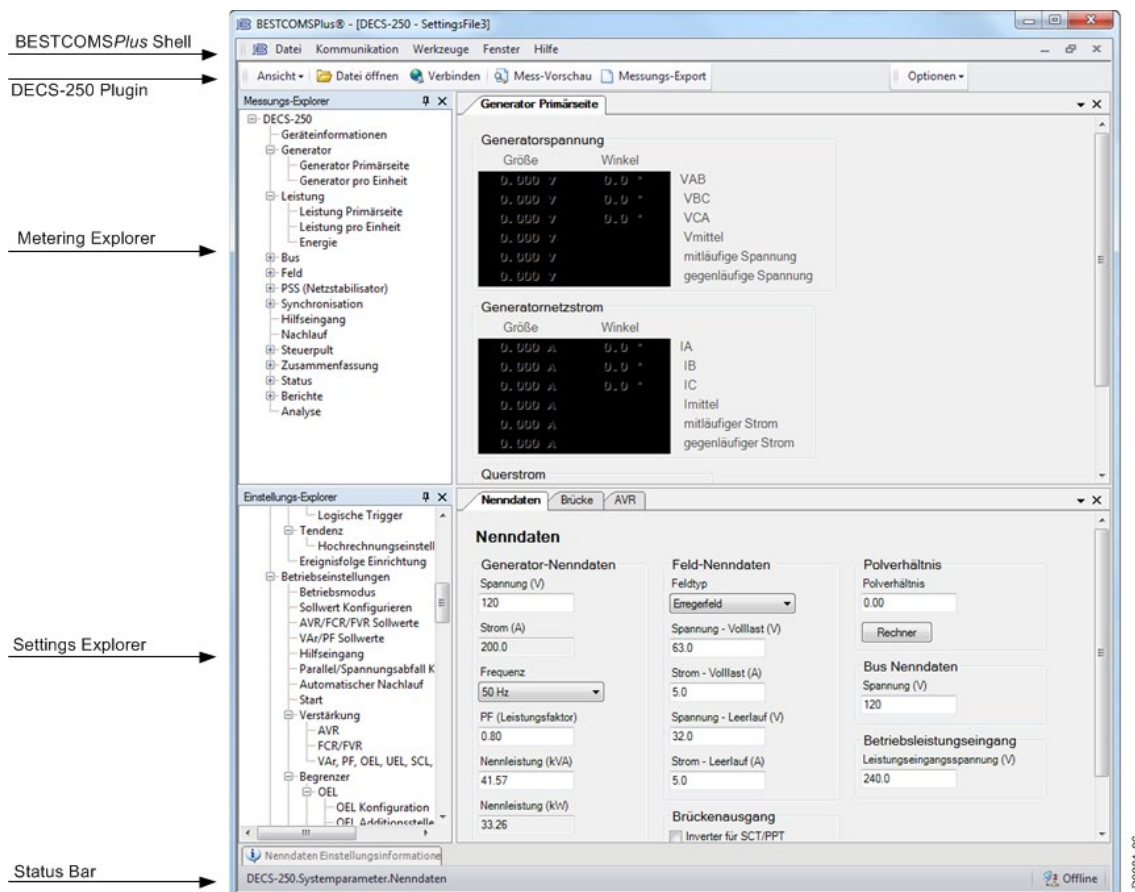 BESTCOMSPlus Shell
DECS-250 Plugin
Metering Explorer
Settings Explorer
Status Bar
BESTCOMSPlus® - [DECS-250 - SettingsFile3]
Datei Kommunikation Werkzeuge Fenster Hilfe
Ansicht Datei öffnen Verbinden Mess-Vorschau Messungs-Export Optionen
Messungs-Explorer
DECS-250
Geräteinformationen
Generator
Generator Primärseite
Generator pro Einheit
Leistung
Leistung Primärseite
Leistung pro Einheit
Energie
Bus
Feld
PSS (Netzstabilisator)
Synchronisation
Hilfseingang
Nachlauf
Steuerpult
Zusammenfassung
Status
Berichte
Analyse
Generator Primärseite
Generatorspannung
Größe Winkel
0.000 V 0.0 ° VAB
0.000 V 0.0 ° VBC
0.000 V 0.0 ° VCA
0.000 V Vmittel
0.000 V mitläufige Spannung
0.000 V gegenläufige Spannung
Generatornetzstrom
Größe Winkel
0.000 A 0.0 ° IA
0.000 A 0.0 ° IB
0.000 A 0.0 ° IC
0.000 A Imittel
0.000 A mitläufiger Strom
0.000 A gegenläufiger Strom
Querstrom
Einstellungs-Explorer
Logische Trigger
Tendenz
Hochrechnungseinstell
Ereignisfolge Einrichtung
Betriebseinstellungen
Betriebsmodus
Sollwert Konfigurieren
AVR/FCR/FVR Sollwerte
VAr/PF Sollwerte
Hilfseingang
Parallel/Spannungsabfall K
Automatischer Nachlauf
Start
Verstärkung
AVR
FCR/FVR
VAr, PF, OEL, UEL, SCL,
Begrenzer
OEL
OEL Konfiguration
OEL Additionsstelle
Nenndaten Brücke AVR
Nenndaten
Generator-Nenndaten
Spannung (V)
120
Strom (A)
200.0
Frequenz
50 Hz
PF (Leistungsfaktor)
0.80
Nennleistung (kVA)
41.57
Nennleistung (kW)
33.26
Feld-Nenndaten
Feldtyp
Erregerfeld
Spannung - Volllast (V)
63.0
Strom - Volllast (A)
5.0
Spannung - Leerlauf (V)
32.0
Strom - Leerlauf (A)
5.0
Brückenausgang
Inverter für SCT/PPT
Polverhältnis
Polverhältnis
0.00
Rechner
Bus Nenndaten
Spannung (V)
120
Betriebsleistungseingang
Leistungseingangsspannung (V)
240.0
Nenndaten Einstellungsinformatione
DECS-250.Systemparameter.Nenndaten
Offline